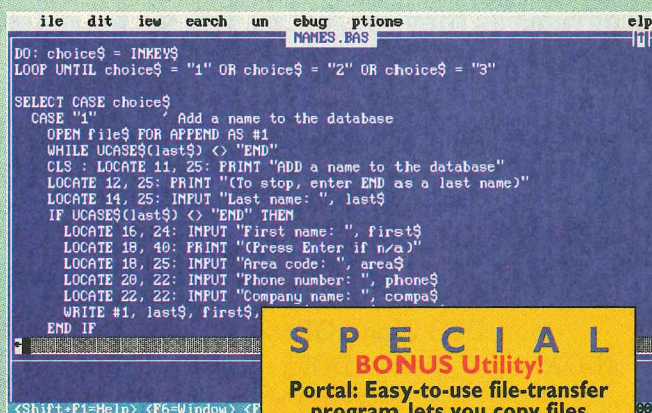 ile dit iew earch un ebug ptions elp
NAMES.BAS
DO: choice$ = INKEY$
LOOP UNTIL choice$ = "1" OR choice$ = "2" OR choice$ = "3"
SELECT CASE choice$
CASE "1" ' Add a name to the database
OPEN file$ FOR APPEND AS #1
WHILE UCASE$(last$) <> "END"
CLS : LOCATE 11, 25: PRINT "ADD a name to the database"
LOCATE 12, 25: PRINT "(To stop, enter END as a last name)"
LOCATE 14, 25: INPUT "Last name: ", last$
IF UCASE$(last$) <> "END" THEN
LOCATE 16, 24: INPUT "First name: ", first$
LOCATE 18, 40: PRINT "(Press Enter if n/a)"
LOCATE 18, 25: INPUT "Area code: ", area$
LOCATE 20, 22: INPUT "Phone number: ", phone$
LOCATE 22, 22: INPUT "Company name: ", compa$
WRITE #1, last$, first$,
END IF
<Shift+F1=Help> <F6=Window> <F
SPECIAL
BONUS Utility!
Portal: Easy-to-use file-transfer
program lets you copy files